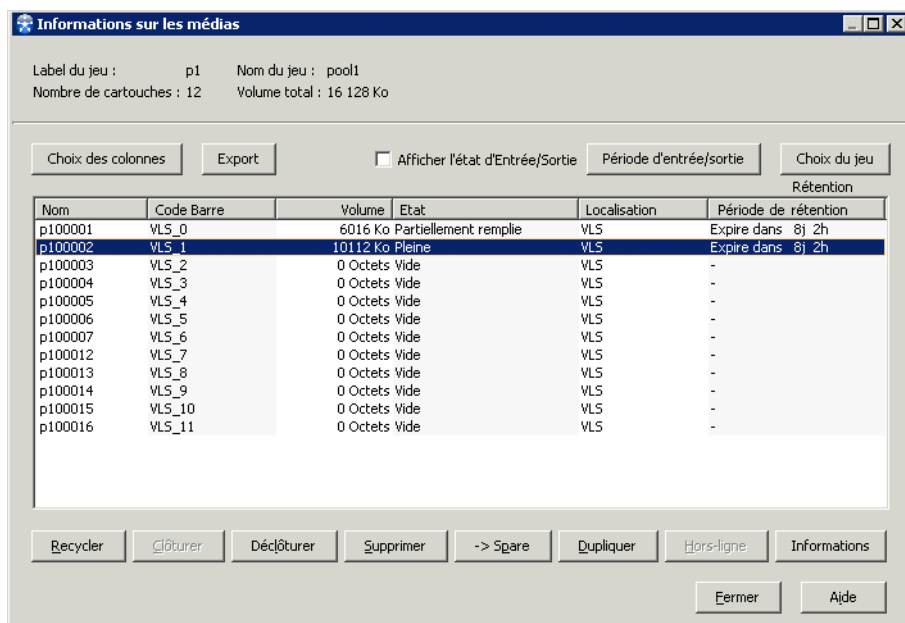 Informations sur les médias
Label du jeu : p1 Nom du jeu : pool1
Nombre de cartouches : 12 Volume total : 16 128 Ko
Choix des colonnes Export Afficher l'état d'Entrée/Sortie Période d'entrée/sortie Choix du jeu
Rétention
Nom Code Barre Volume Etat Localisation Période de rétention
p100001 VLS_0 6016 Ko Partiellement remplie VLS Expire dans 8j 2h
p100002 VLS_1 10112 Ko Pleine VLS Expire dans 8j 2h
p100003 VLS_2 0 Octets Vide VLS -
p100004 VLS_3 0 Octets Vide VLS -
p100005 VLS_4 0 Octets Vide VLS -
p100006 VLS_5 0 Octets Vide VLS -
p100007 VLS_6 0 Octets Vide VLS -
p100012 VLS_7 0 Octets Vide VLS -
p100013 VLS_8 0 Octets Vide VLS -
p100014 VLS_9 0 Octets Vide VLS -
p100015 VLS_10 0 Octets Vide VLS -
p100016 VLS_11 0 Octets Vide VLS -
Recycler Clôturer Déclôturer Supprimer -> Spare Dupliquer Hors-ligne Informations
Fermer Aide